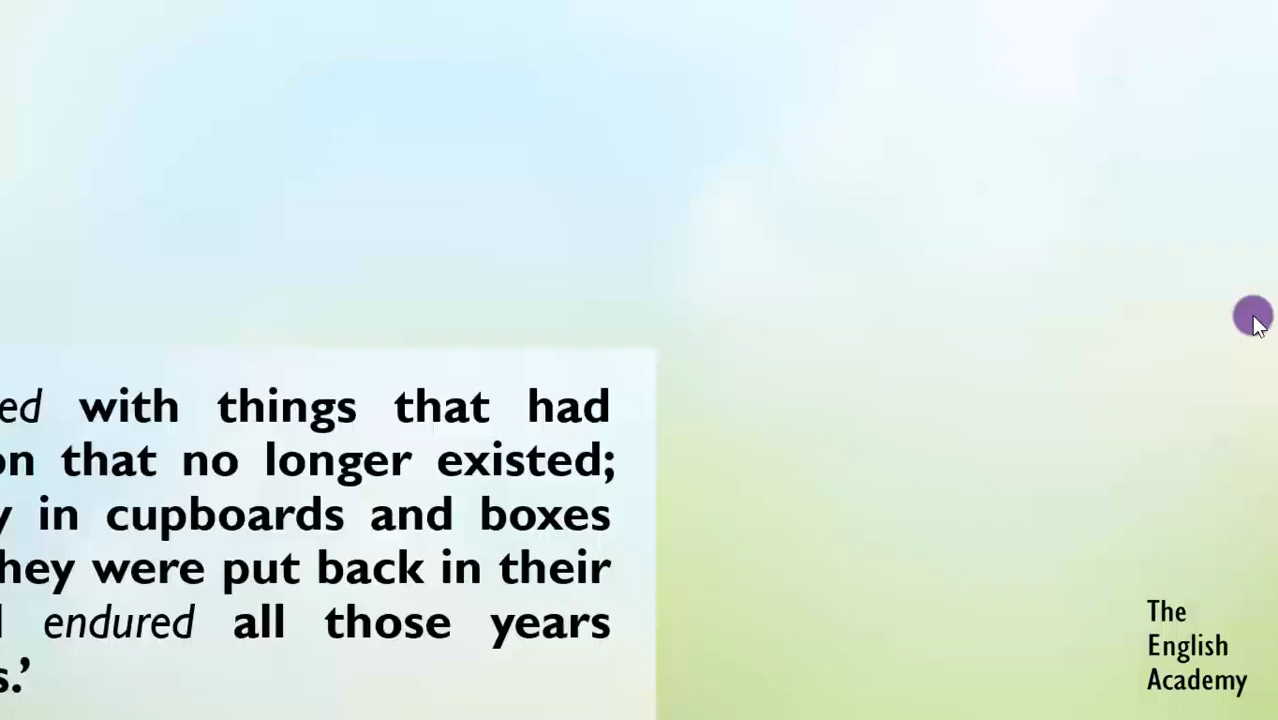 ed with things that had
on that no longer existed;
y in cupboards and boxes
hey were put back in their
endured all those years
s.’
The
English
Academy